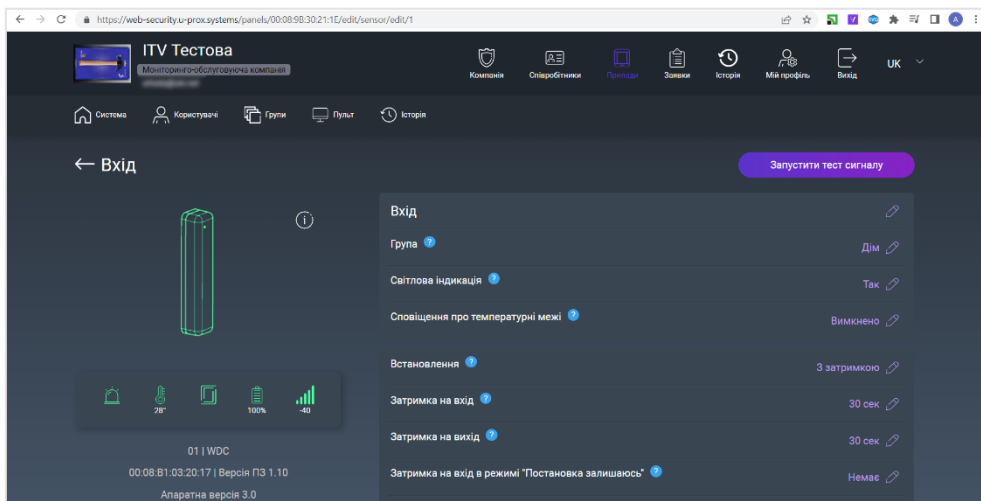 https://web-security.u-prox.systems/panels/00:08:9B:30:21:1E/edit/sensor/edit/1
A
ITV Тестова
Моніторинго-обслуговуюча компанія
Компанія Співробітники Прилади Заявки Історія Мій профіль Вихід UK
Система Користувачі Групи Пульт Історія
Вхід
Запустити тест сигналу
Вхід
Група ? Дім
Світлова індикація ? Так
Сповіщення про температурні межі ? Вимкнено
Встановлення ? З затримкою
Затримка на вхід ? 30 сек
Затримка на вихід ? 30 сек
Затримка на вхід в режимі "Постановка залишаюсь" ? Немає
28° 100% -40
01 | WDC
00:08:B1:03:20:17 | Версія ПЗ 1.10
Апаратна версія 3.0